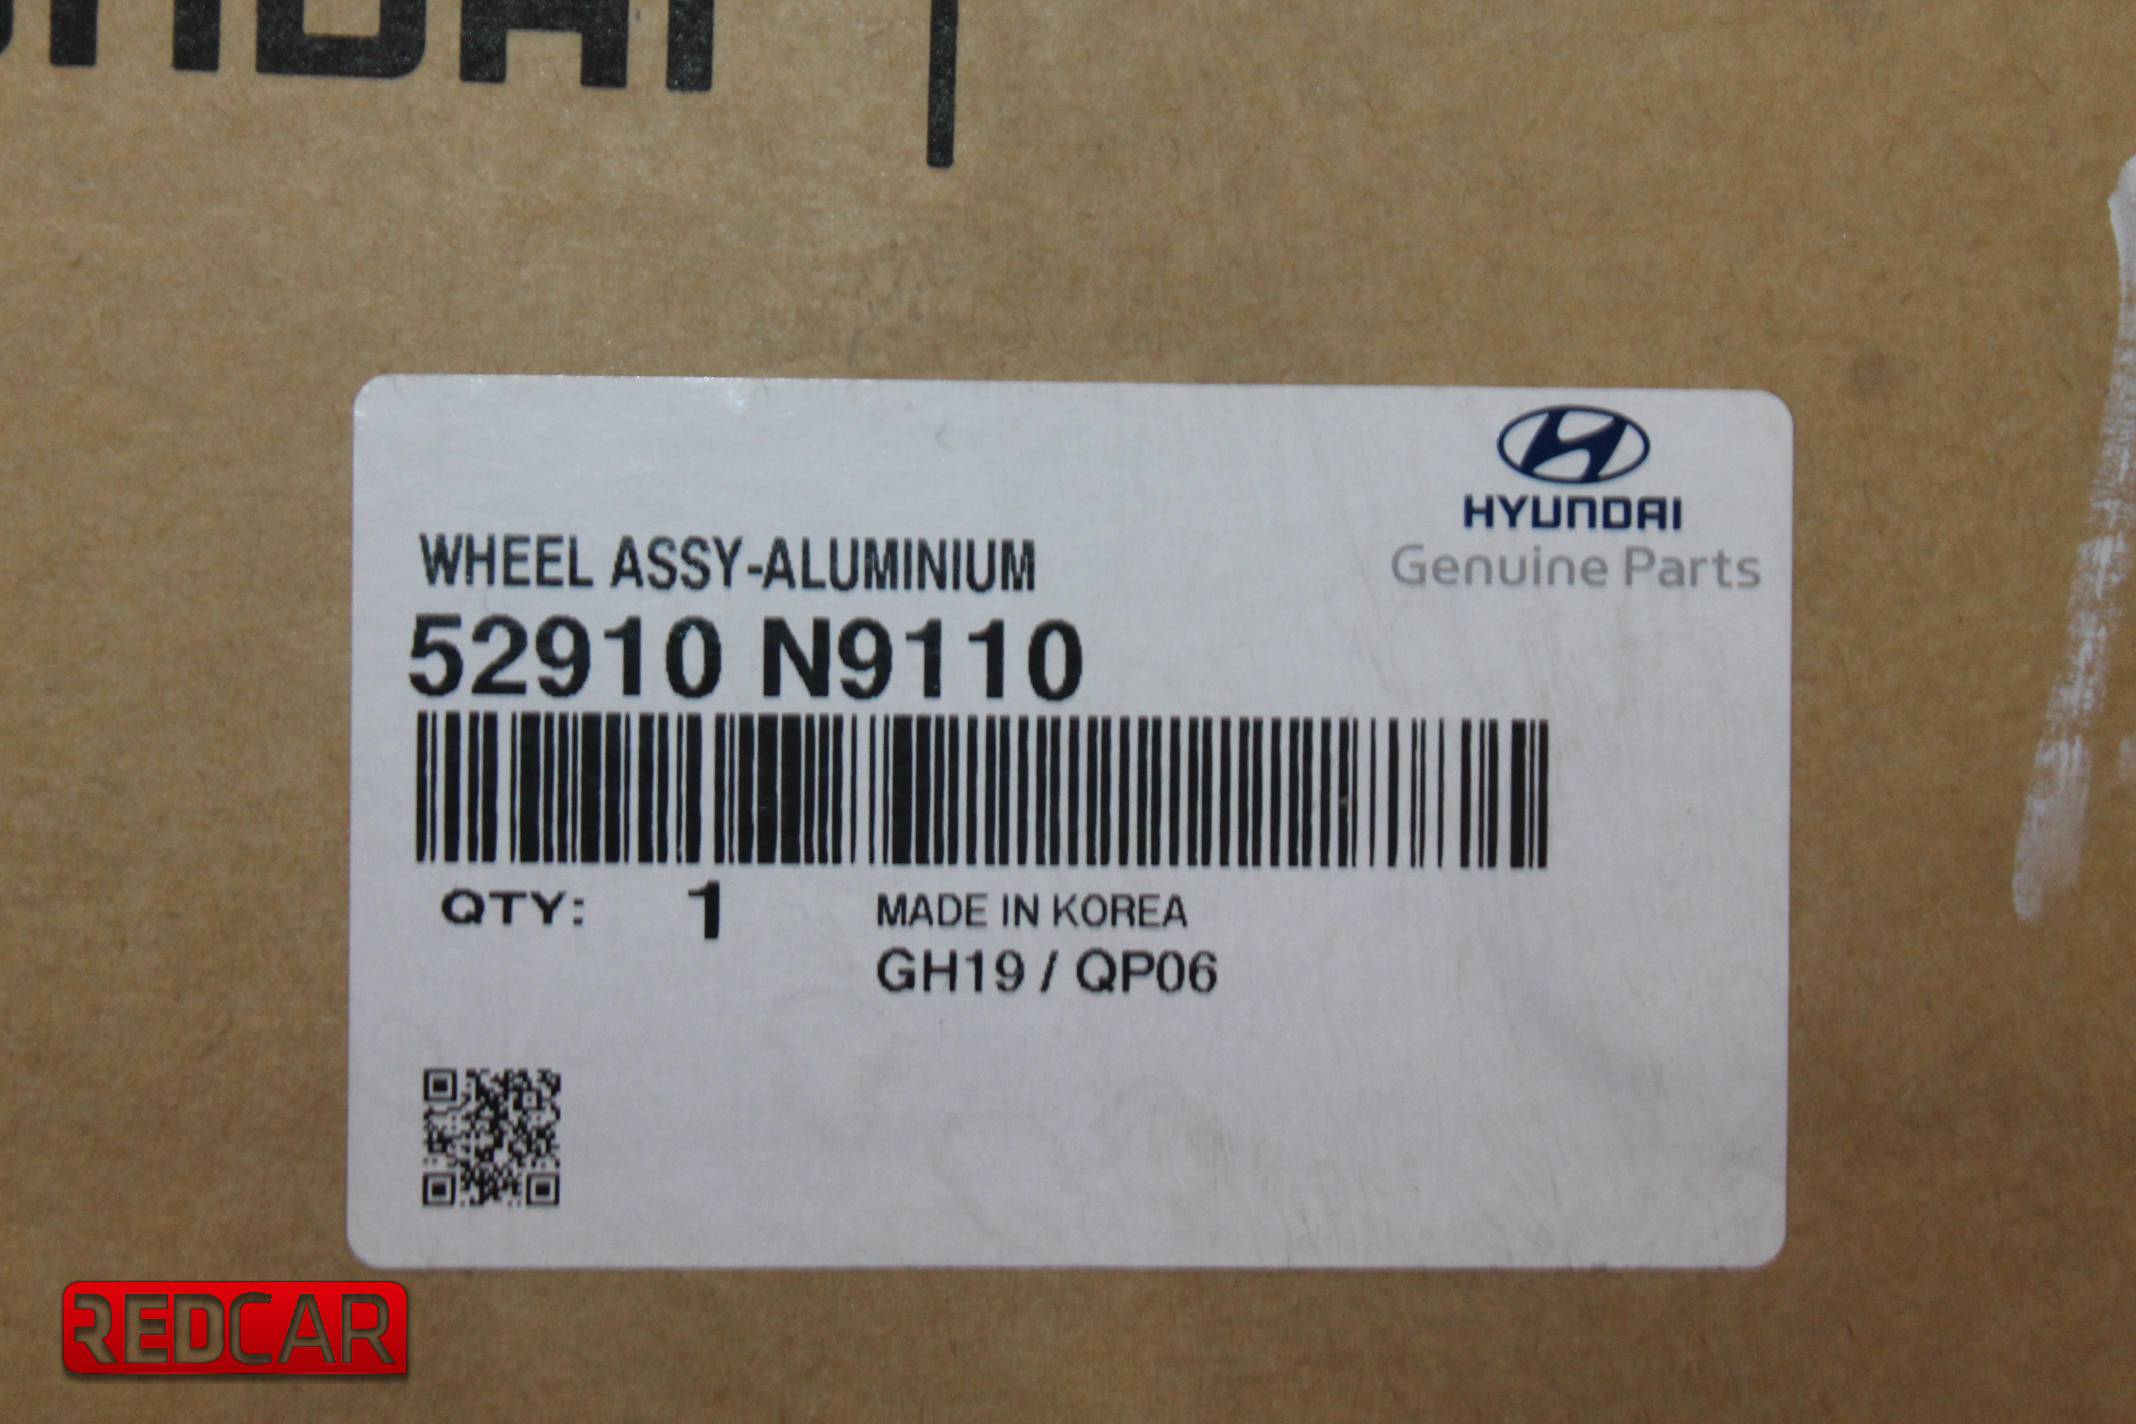 WHEEL ASSY-ALUMINIUM
52910 N9110
QTY: 1
MADE IN KOREA
GH19 / QP06
HYUNDAI
Genuine Parts
REDCAR